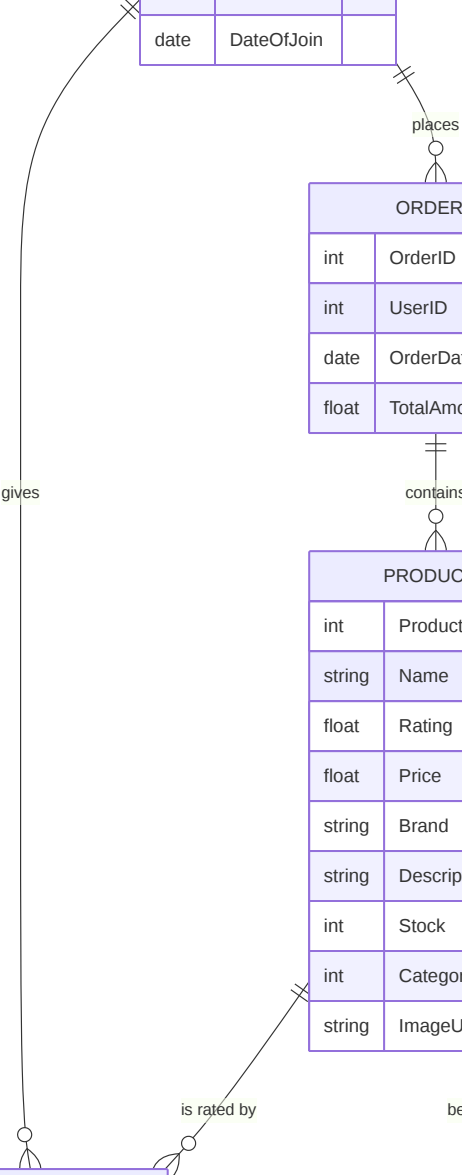 date DateOfJoin
places
ORDER
int OrderID
int UserID
date OrderDa
float TotalAmo
gives
contains
PRODUC
int Product
string Name
float Rating
float Price
string Brand
string Descrip
int Stock
int Categor
string ImageU
is rated by
be